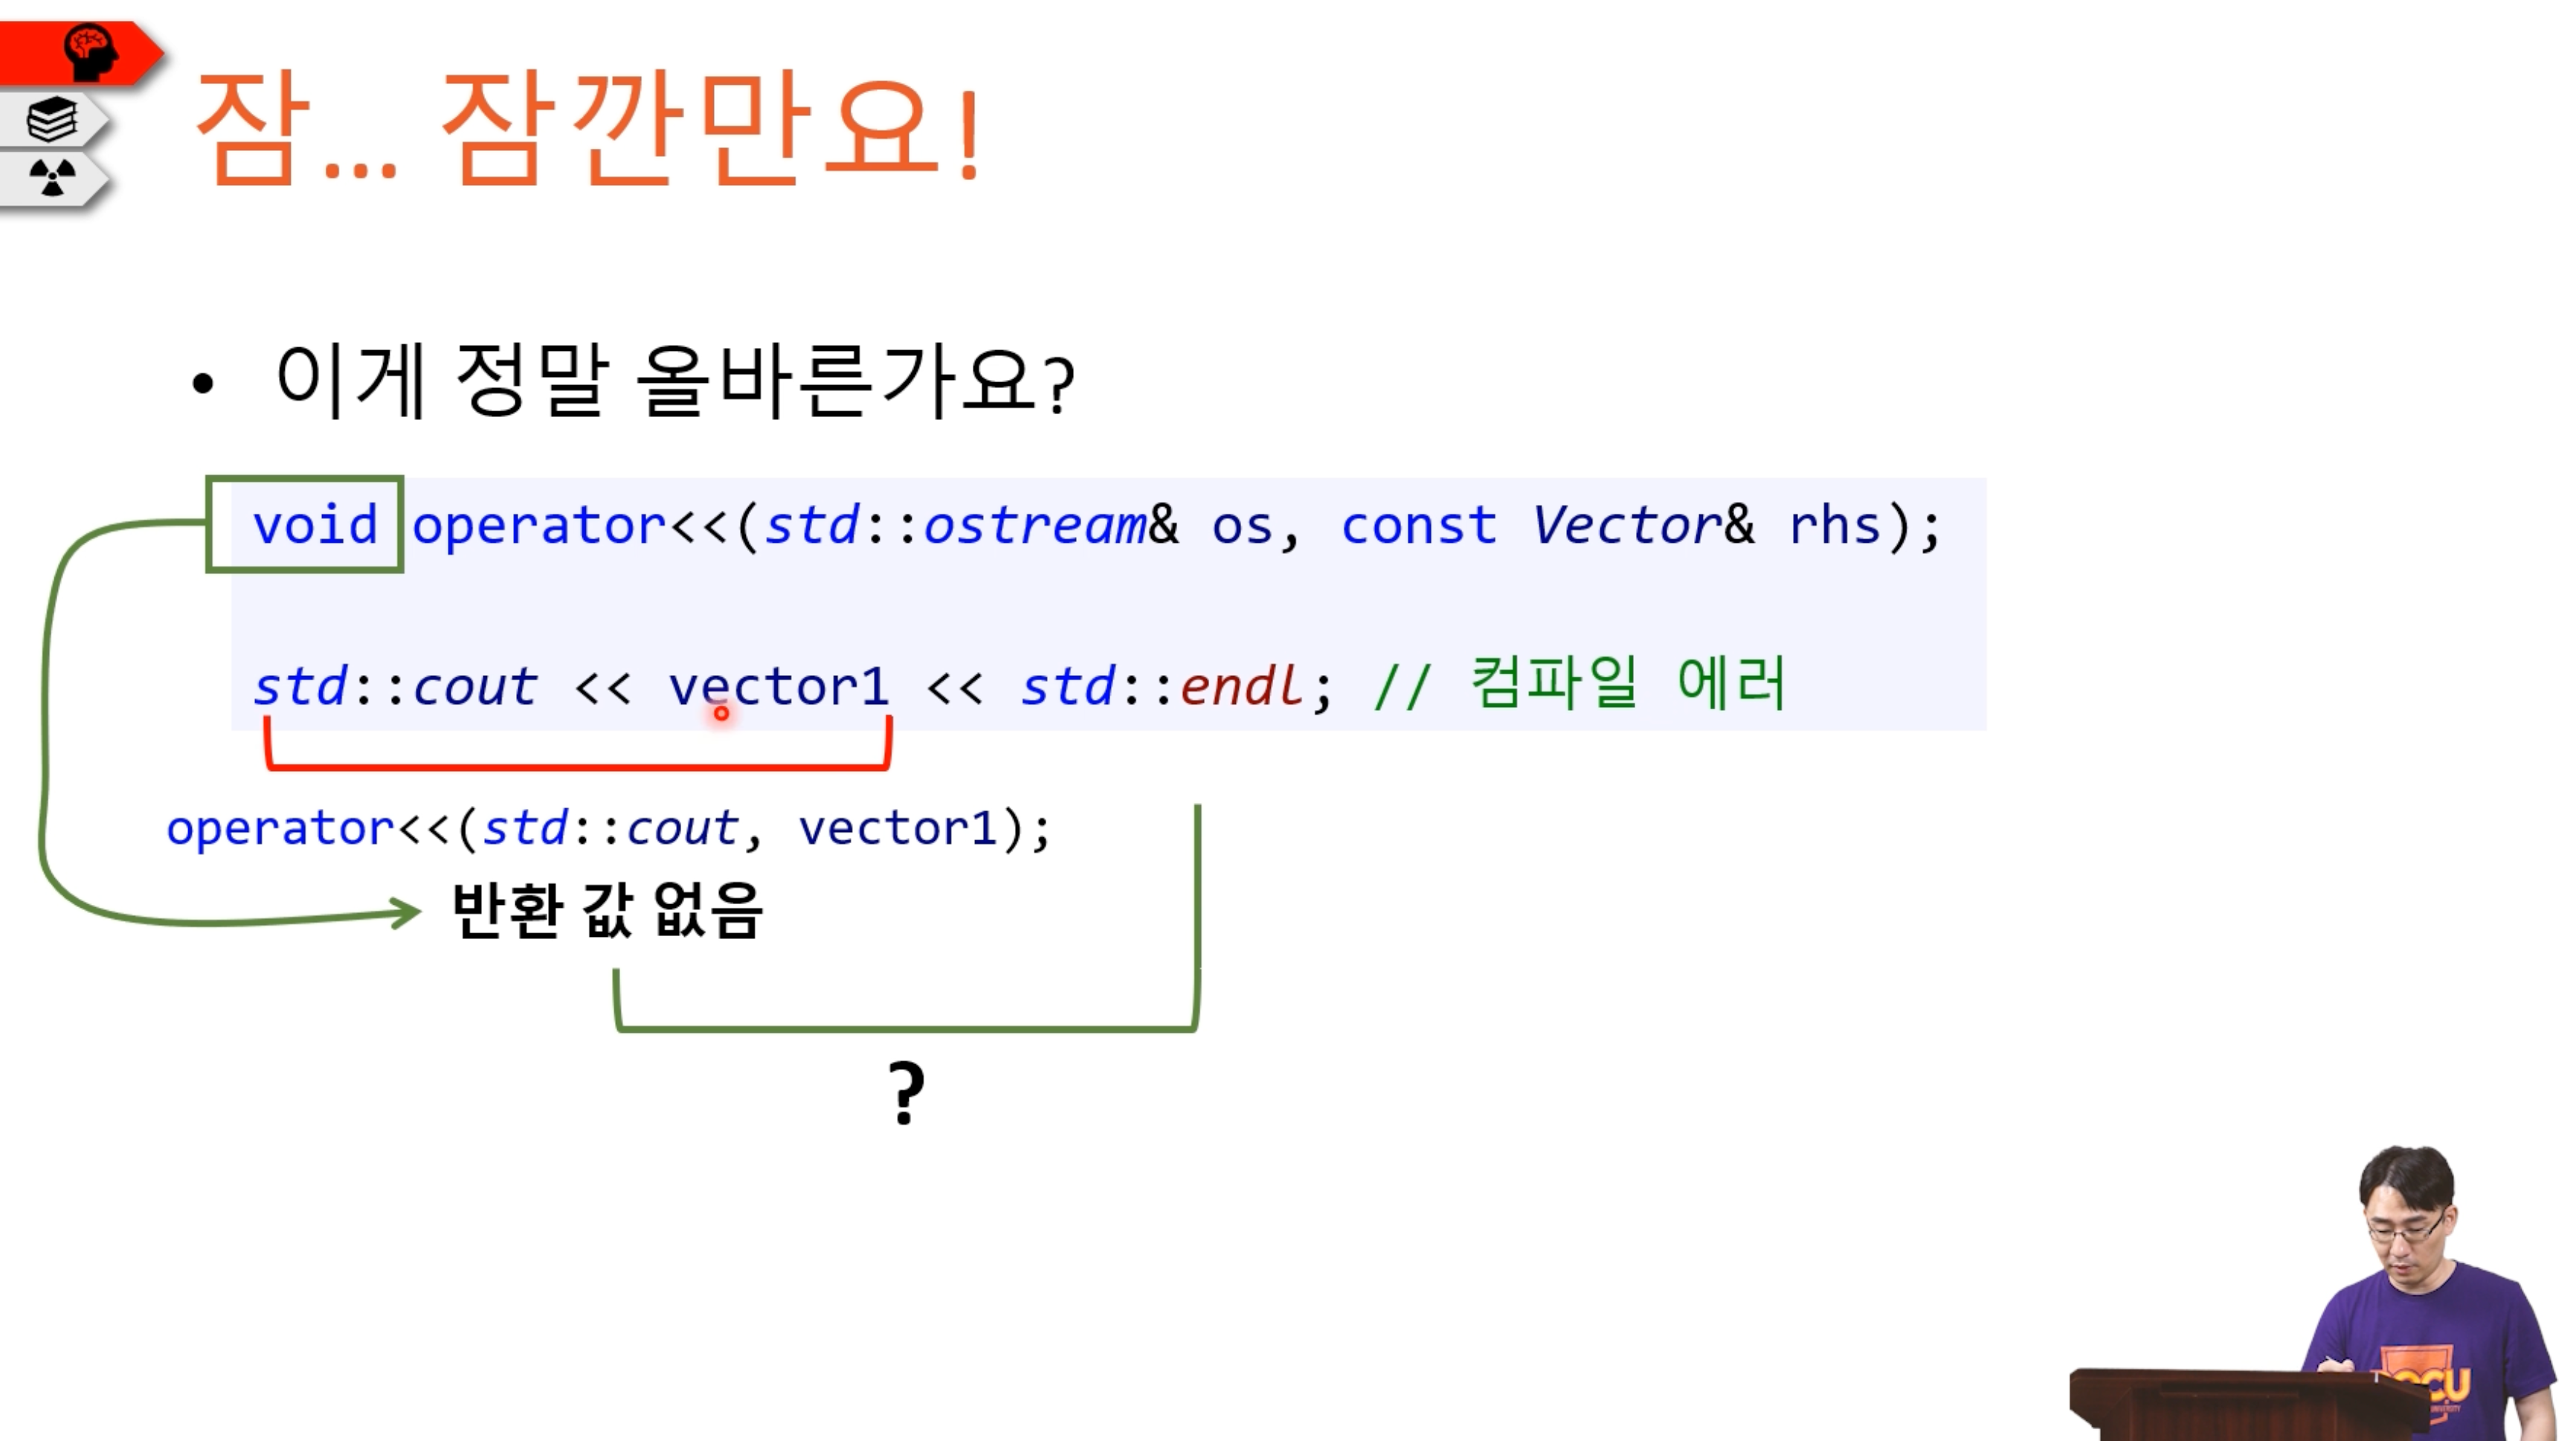 잠... 잠깐만요!
• 이게 정말 올바른가요?
void operator<<(std::ostream& os, const Vector& rhs);
std::cout << vector1 << std::endl; // 컴파일 에러
operator<<(std::cout, vector1);
반환 값 없음
?